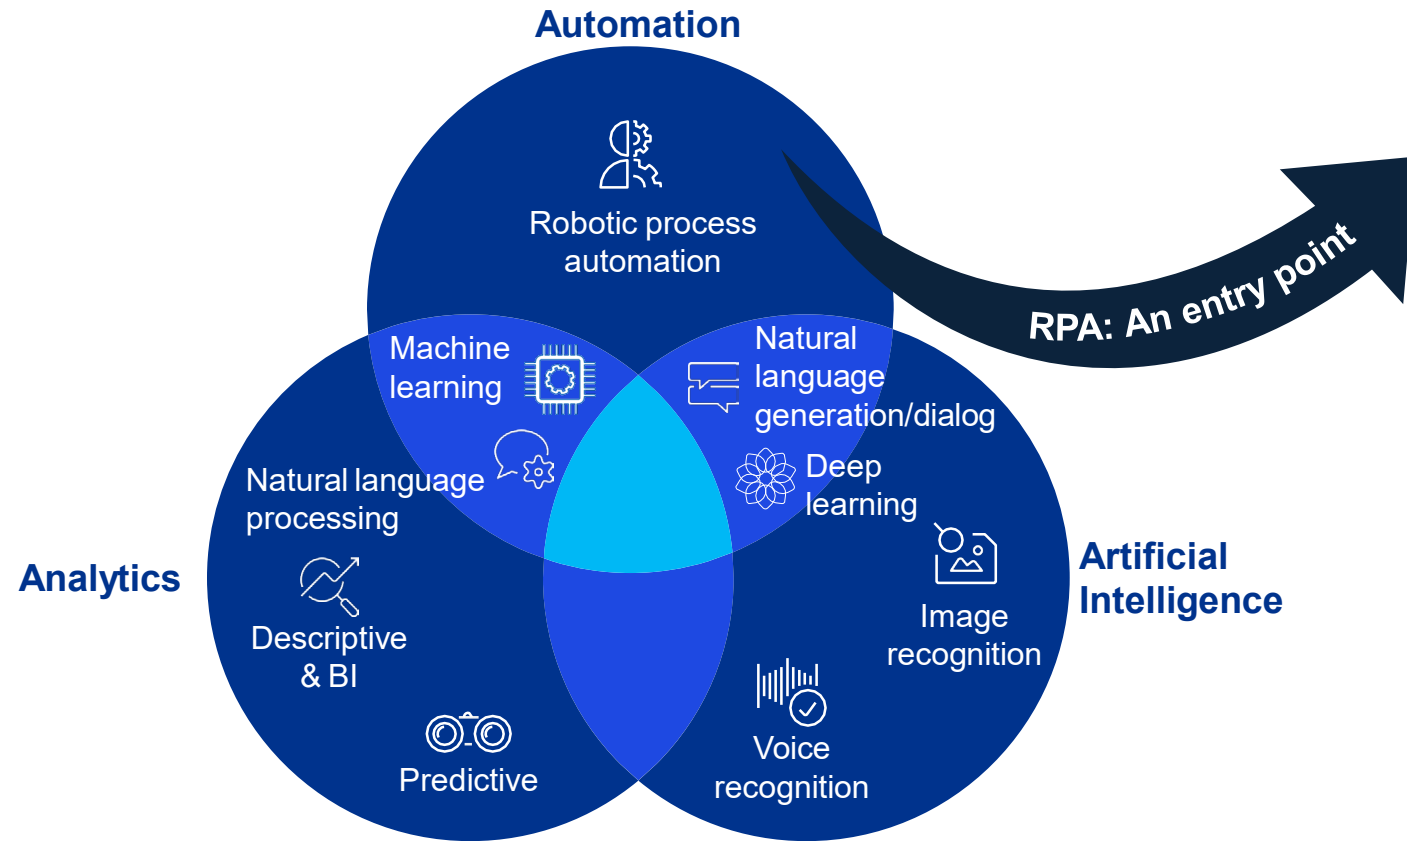 Automation
Robotic process
automation
RPA: An entry point
Machine
learning
Natural
language
generation/dialog
Natural language
processing
Deep
learning
Analytics
Artificial
Intelligence
Descriptive
& BI
Image
recognition
Predictive
Voice
recognition